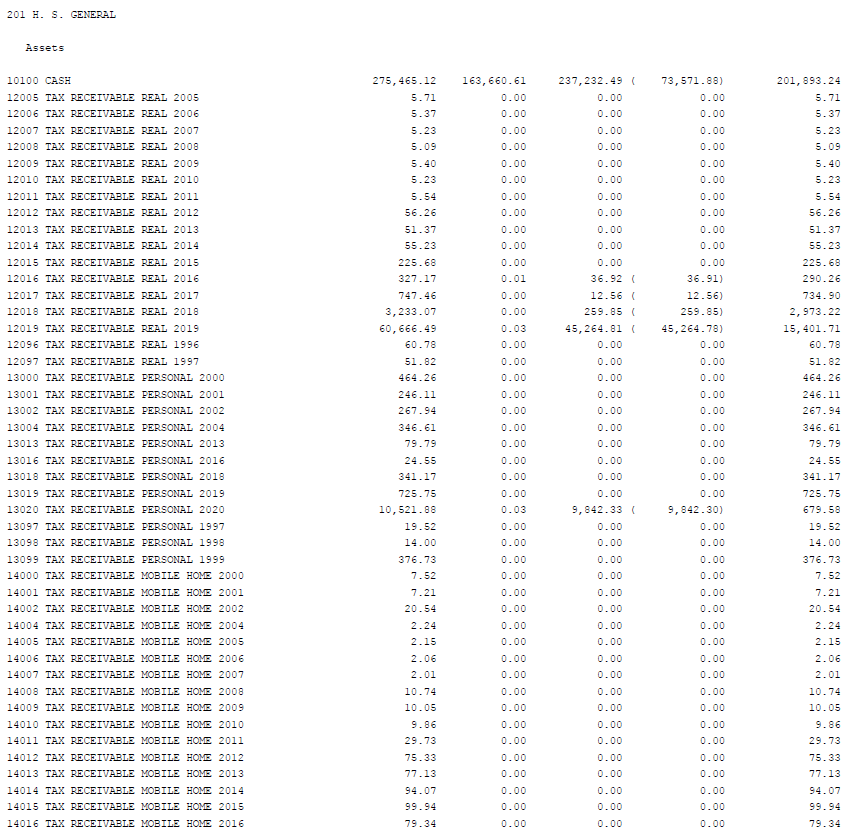 201 H. S. GENERAL
Assets
10100 CASH 275,465.12 163,660.61 237,232.49 ( 73,571.88) 201,893.24
12005 TAX RECEIVABLE REAL 2005 5.71 0.00 0.00 0.00 5.71
12006 TAX RECEIVABLE REAL 2006 5.37 0.00 0.00 0.00 5.37
12007 TAX RECEIVABLE REAL 2007 5.23 0.00 0.00 0.00 5.23
12008 TAX RECEIVABLE REAL 2008 5.09 0.00 0.00 0.00 5.09
12009 TAX RECEIVABLE REAL 2009 5.40 0.00 0.00 0.00 5.40
12010 TAX RECEIVABLE REAL 2010 5.23 0.00 0.00 0.00 5.23
12011 TAX RECEIVABLE REAL 2011 5.54 0.00 0.00 0.00 5.54
12012 TAX RECEIVABLE REAL 2012 56.26 0.00 0.00 0.00 56.26
12013 TAX RECEIVABLE REAL 2013 51.37 0.00 0.00 0.00 51.37
12014 TAX RECEIVABLE REAL 2014 55.23 0.00 0.00 0.00 55.23
12015 TAX RECEIVABLE REAL 2015 225.68 0.00 0.00 0.00 225.68
12016 TAX RECEIVABLE REAL 2016 327.17 0.01 36.92 ( 36.91) 290.26
12017 TAX RECEIVABLE REAL 2017 747.46 0.00 12.56 ( 12.56) 734.90
12018 TAX RECEIVABLE REAL 2018 3,233.07 0.00 259.85 ( 259.85) 2,973.22
12019 TAX RECEIVABLE REAL 2019 60,666.49 0.03 45,264.81 ( 45,264.78) 15,401.71
12096 TAX RECEIVABLE REAL 1996 60.78 0.00 0.00 0.00 60.78
12097 TAX RECEIVABLE REAL 1997 51.82 0.00 0.00 0.00 51.82
13000 TAX RECEIVABLE PERSONAL 2000 464.26 0.00 0.00 0.00 464.26
13001 TAX RECEIVABLE PERSONAL 2001 246.11 0.00 0.00 0.00 246.11
13002 TAX RECEIVABLE PERSONAL 2002 267.94 0.00 0.00 0.00 267.94
13004 TAX RECEIVABLE PERSONAL 2004 346.61 0.00 0.00 0.00 346.61
13013 TAX RECEIVABLE PERSONAL 2013 79.79 0.00 0.00 0.00 79.79
13016 TAX RECEIVABLE PERSONAL 2016 24.55 0.00 0.00 0.00 24.55
13018 TAX RECEIVABLE PERSONAL 2018 341.17 0.00 0.00 0.00 341.17
13019 TAX RECEIVABLE PERSONAL 2019 725.75 0.00 0.00 0.00 725.75
13020 TAX RECEIVABLE PERSONAL 2020 10,521.88 0.03 9,842.33 ( 9,842.30) 679.58
13097 TAX RECEIVABLE PERSONAL 1997 19.52 0.00 0.00 0.00 19.52
13098 TAX RECEIVABLE PERSONAL 1998 14.00 0.00 0.00 0.00 14.00
13099 TAX RECEIVABLE PERSONAL 1999 376.73 0.00 0.00 0.00 376.73
14000 TAX RECEIVABLE MOBILE HOME 2000 7.52 0.00 0.00 0.00 7.52
14001 TAX RECEIVABLE MOBILE HOME 2001 7.21 0.00 0.00 0.00 7.21
14002 TAX RECEIVABLE MOBILE HOME 2002 20.54 0.00 0.00 0.00 20.54
14004 TAX RECEIVABLE MOBILE HOME 2004 2.24 0.00 0.00 0.00 2.24
14005 TAX RECEIVABLE MOBILE HOME 2005 2.15 0.00 0.00 0.00 2.15
14006 TAX RECEIVABLE MOBILE HOME 2006 2.06 0.00 0.00 0.00 2.06
14007 TAX RECEIVABLE MOBILE HOME 2007 2.01 0.00 0.00 0.00 2.01
14008 TAX RECEIVABLE MOBILE HOME 2008 10.74 0.00 0.00 0.00 10.74
14009 TAX RECEIVABLE MOBILE HOME 2009 10.05 0.00 0.00 0.00 10.05
14010 TAX RECEIVABLE MOBILE HOME 2010 9.86 0.00 0.00 0.00 9.86
14011 TAX RECEIVABLE MOBILE HOME 2011 29.73 0.00 0.00 0.00 29.73
14012 TAX RECEIVABLE MOBILE HOME 2012 75.33 0.00 0.00 0.00 75.33
14013 TAX RECEIVABLE MOBILE HOME 2013 77.13 0.00 0.00 0.00 77.13
14014 TAX RECEIVABLE MOBILE HOME 2014 94.07 0.00 0.00 0.00 94.07
14015 TAX RECEIVABLE MOBILE HOME 2015 99.94 0.00 0.00 0.00 99.94
14016 TAX RECEIVABLE MOBILE HOME 2016 79.34 0.00 0.00 0.00 79.34